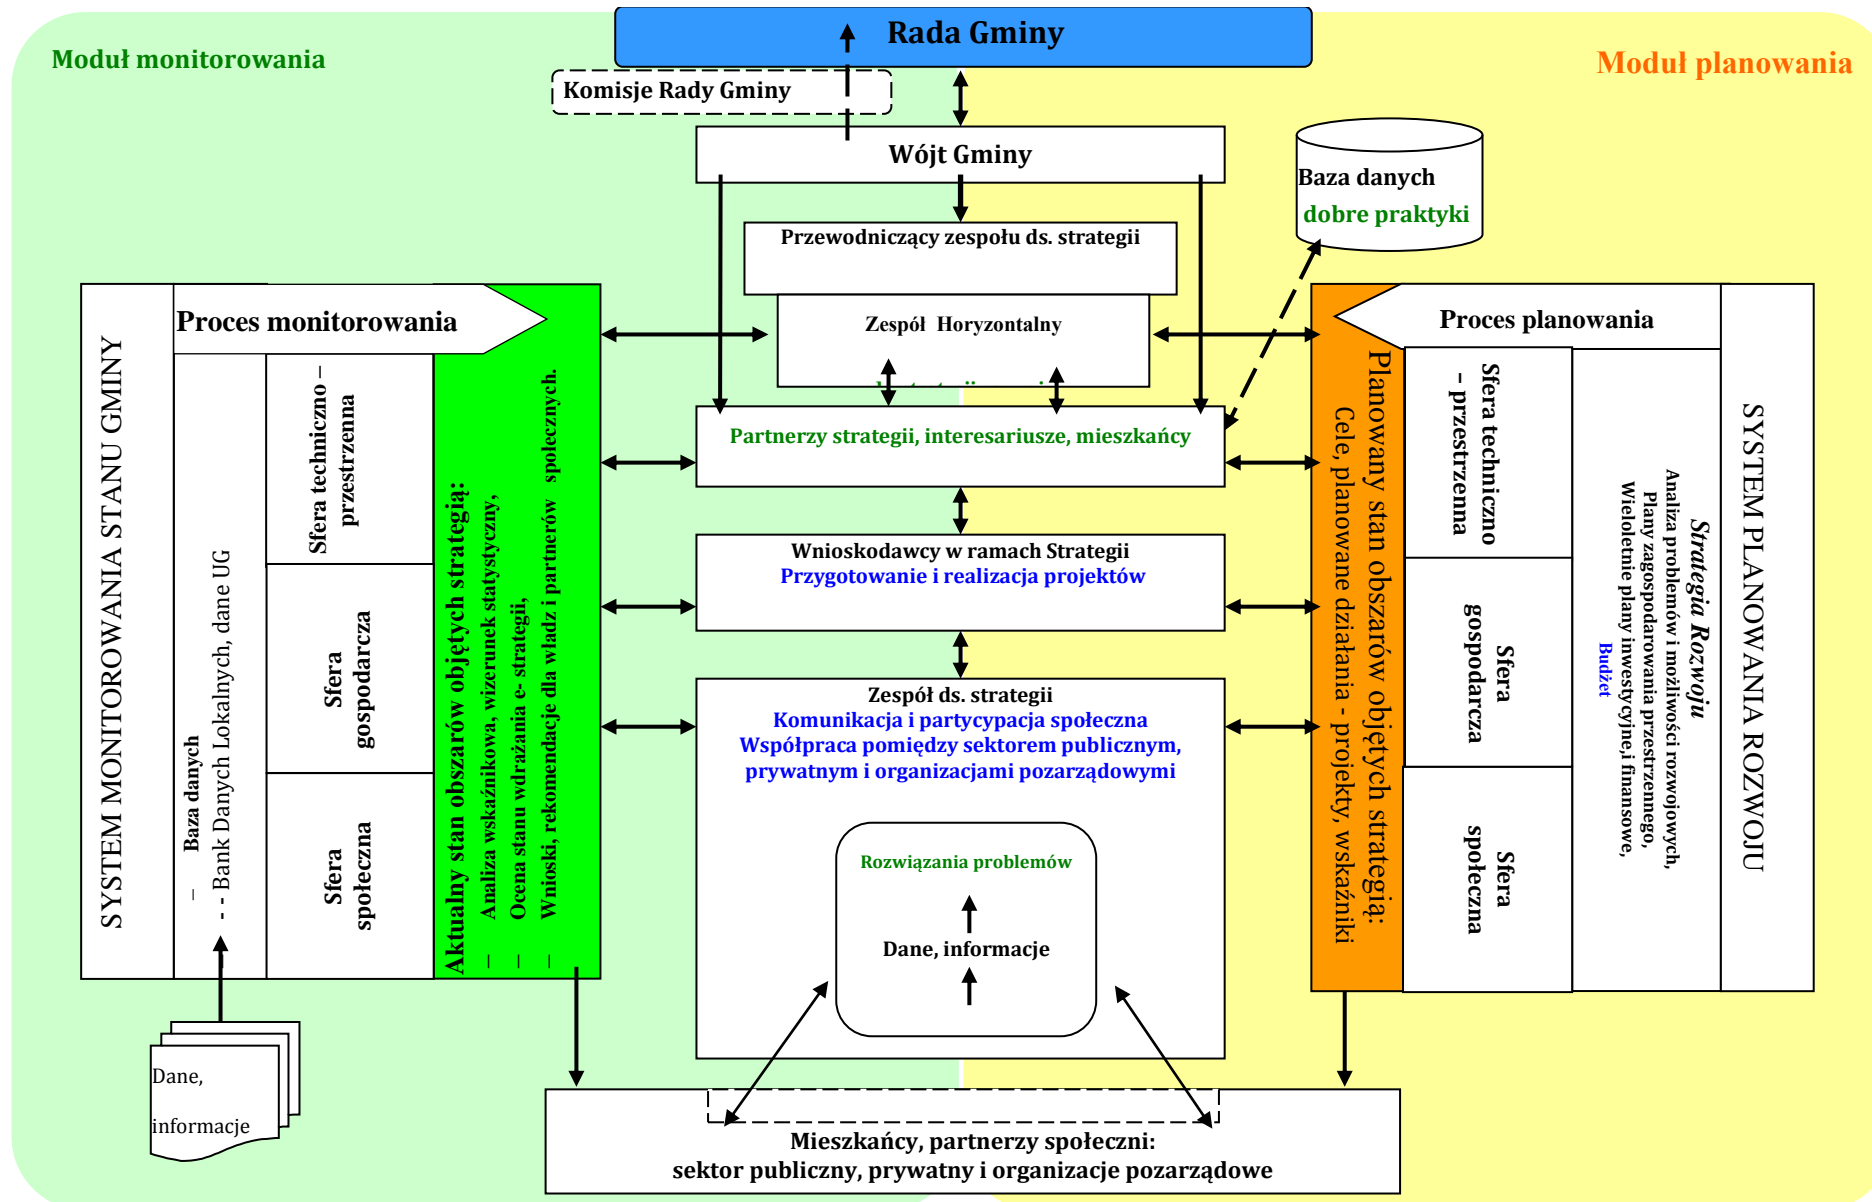 Rada Gminy
Moduł monitorowania
Moduł planowania
Komisje Rady Gminy
Wójt Gminy
Baza danych
dobre praktyki
Przewodniczący zespołu ds. strategii
Zespół Horyzontalny
Partnerzy strategii, interesariusze, mieszkańcy
Wnioskodawcy w ramach Strategii
Przygotowanie i realizacja projektów
Zespół ds. strategii
Komunikacja i partycypacja społeczna
Współpraca pomiędzy sektorem publicznym,
prywatnym i organizacjami pozarządowymi
Rozwiązania problemów
Dane, informacje
Mieszkańcy, partnerzy społeczni:
sektor publiczny, prywatny i organizacje pozarządowe
SYSTEM MONITOROWANIA STANU GMINY
Proces monitorowania
– Baza danych
- - Bank Danych Lokalnych, dane UG
Sfera techniczno –
przestrzenna
Sfera
gospodarcza
Sfera
społeczna
Aktualny stan obszarów objętych strategią:
– Analiza wskaźnikowa, wizerunek statystyczny,
– Ocena stanu wdrażania e- strategii,
– Wnioski, rekomendacje dla władz i partnerów społecznych.
Dane,
informacje
Proces planowania
Planowany stan obszarów objętych strategią:
Cele, planowane działania - projekty, wskaźniki
Sfera techniczno
– przestrzenna
Sfera
gospodarcza
Sfera
społeczna
Strategia Rozwoju
Analiza problemów i możliwości rozwojowych,
Plany zagospodarowania przestrzennego,
Wieloletnie plany inwestycyjne,i finansowe,
Budżet
SYSTEM PLANOWANIA ROZWOJU